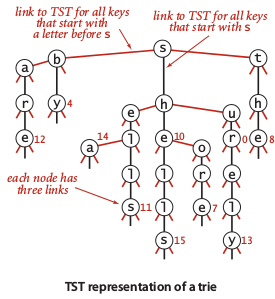 link to TST for all keys
that start with
a letter before s
link to TST for all keys
that start with s
s
b
t
a
y 4
h
r
e
h
u
e 12
14
a
l
e 10
o
r 0
e 8
l
l
r
e
each node has
three links
s 11
l
e 7
l
s 15
y 13
TST representation of a trie